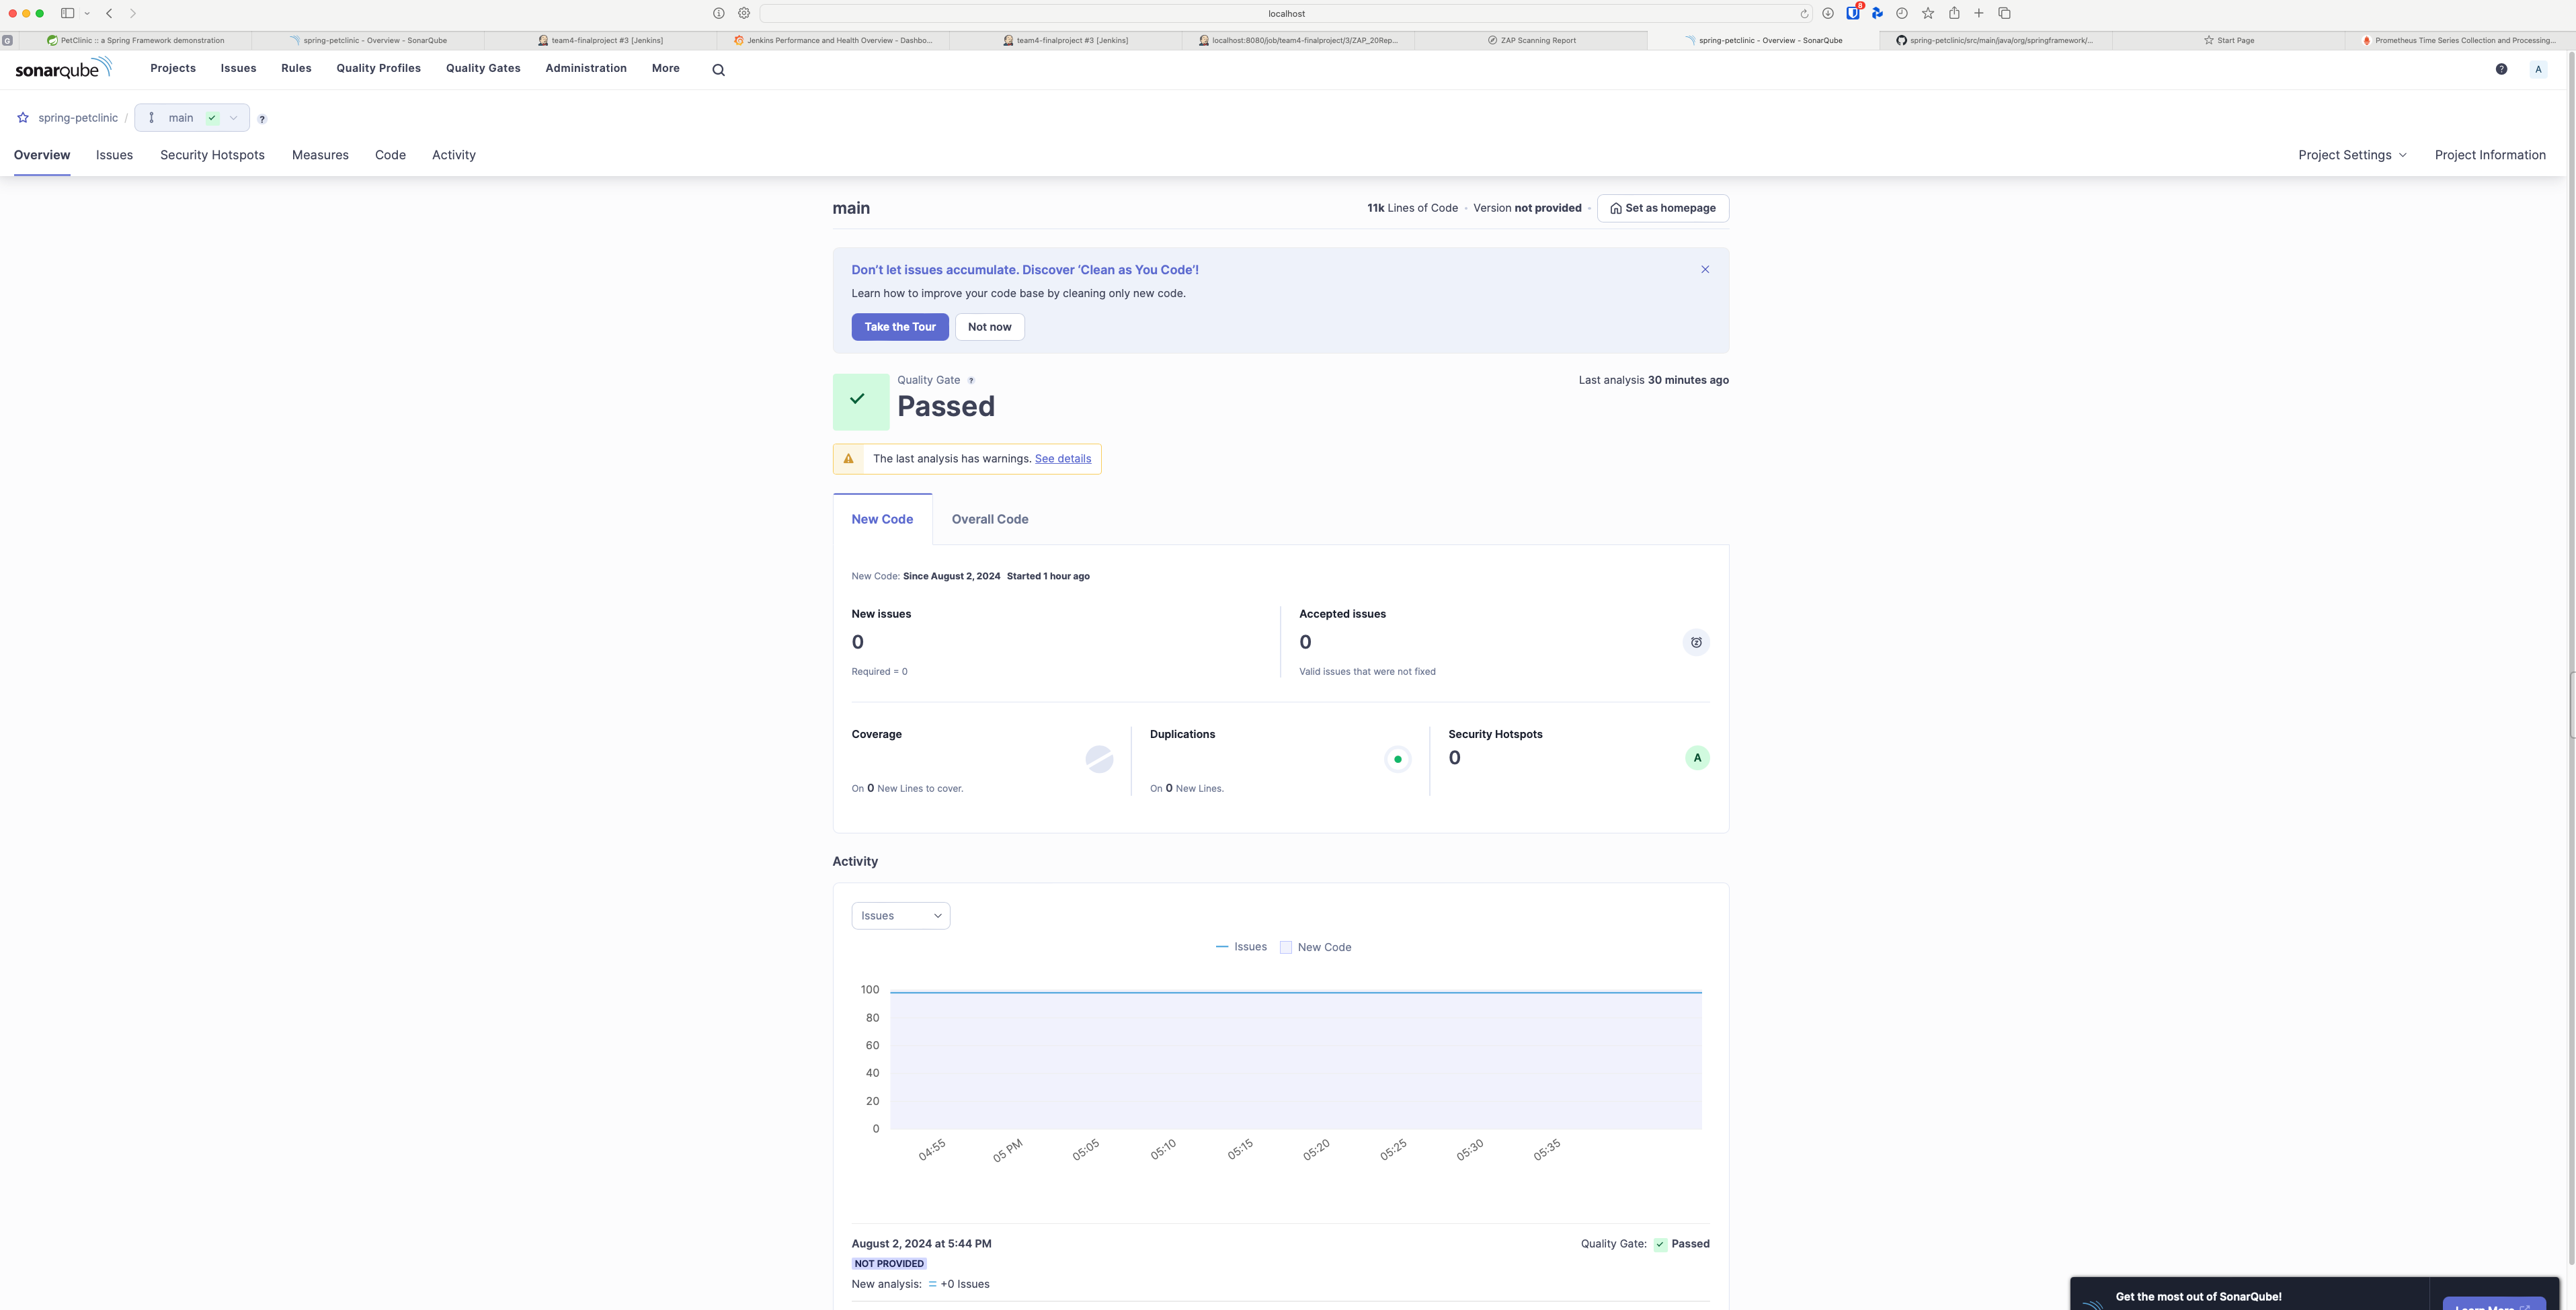 localhost
8
G
PetClinic :: a Spring Framework demonstration
spring-petclinic - Overview - SonarQube
team4-finalproject #3 [Jenkins]
Jenkins Performance and Health Overview - Dashbo...
team4-finalproject #3 [Jenkins]
localhost:8080/job/team4-finalproject/3/ZAP_20Rep...
ZAP Scanning Report
spring-petclinic - Overview - SonarQube
spring-petclinic/src/main/java/org/springframework/...
Start Page
Prometheus Time Series Collection and Processing...
sonarqube
Projects
Issues
Rules
Quality Profiles
Quality Gates
Administration
More
?
A
spring-petclinic /
main
?
Overview
Issues
Security Hotspots
Measures
Code
Activity
Project Settings
Project Information
main
11k Lines of Code • Version not provided •
Set as homepage
Don’t let issues accumulate. Discover ‘Clean as You Code’!
Learn how to improve your code base by cleaning only new code.
Take the Tour
Not now
Quality Gate ?
Passed
Last analysis 30 minutes ago
The last analysis has warnings. See details
New Code
Overall Code
New Code: Since August 2, 2024 Started 1 hour ago
New issues
0
Required = 0
Accepted issues
0
Valid issues that were not fixed
Coverage
On 0 New Lines to cover.
Duplications
On 0 New Lines.
Security Hotspots
0
A
Activity
Issues
Issues
New Code
100
80
60
40
20
0
04:55
05 PM
05:05
05:10
05:15
05:20
05:25
05:30
05:35
August 2, 2024 at 5:44 PM
Quality Gate: Passed
NOT PROVIDED
New analysis: = +0 Issues
Get the most out of SonarQube!
Learn More